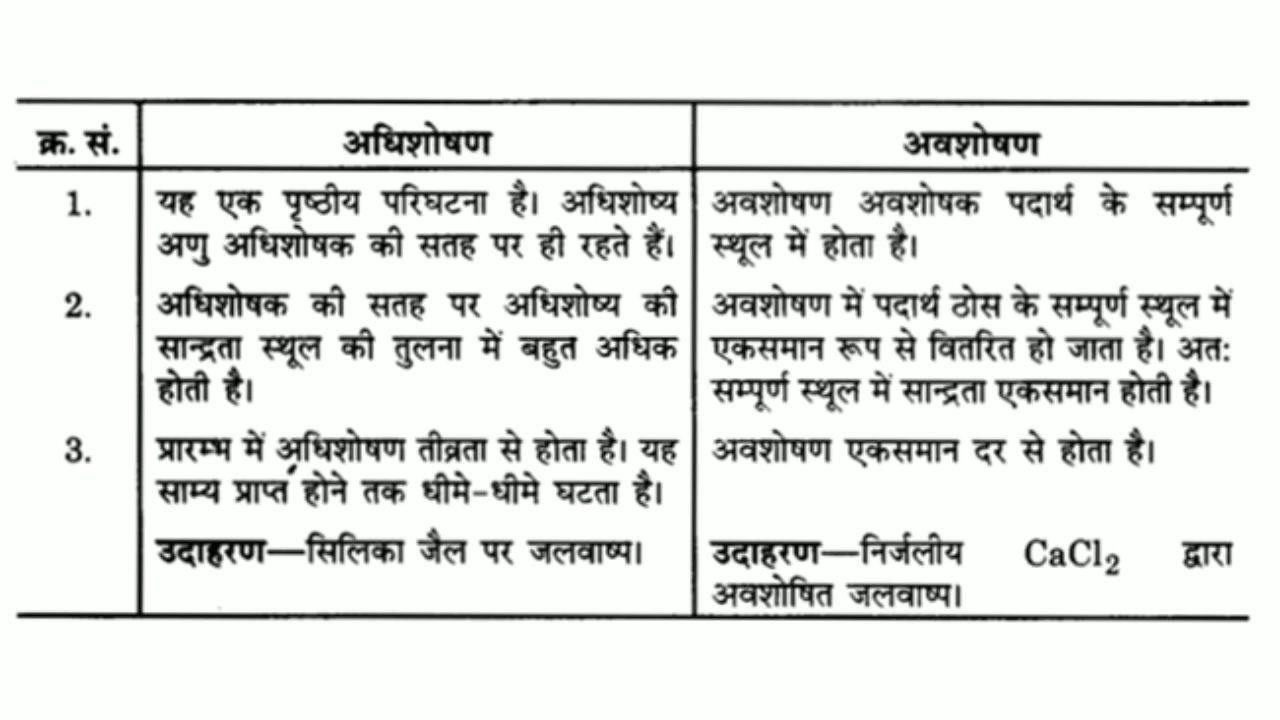 क्र. सं. अधिशोषण अवशोषण
1. यह एक पृष्ठीय परिघटना है। अधिशोष्य अवशोषण अवशोषक पदार्थ के सम्पूर्ण
अणु अधिशोषक की सतह पर ही रहते हैं। स्थूल में होता है।
2. अधिशोषक की सतह पर अधिशोष्य की अवशोषण में पदार्थ ठोस के सम्पूर्ण स्थूल में
सान्द्रता स्थूल की तुलना में बहुत अधिक एकसमान रूप से वितरित हो जाता है। अतः
होती है। सम्पूर्ण स्थूल में सान्द्रता एकसमान होती है।
3. प्रारम्भ में अधिशोषण तीव्रता से होता है। यह अवशोषण एकसमान दर से होता है।
साम्य प्राप्त होने तक धीमे-धीमे घटता है।
उदाहरण—सिलिका जैल पर जलवाष्प। उदाहरण—निर्जलीय CaCl₂ द्वारा
अवशोषित जलवाष्प।